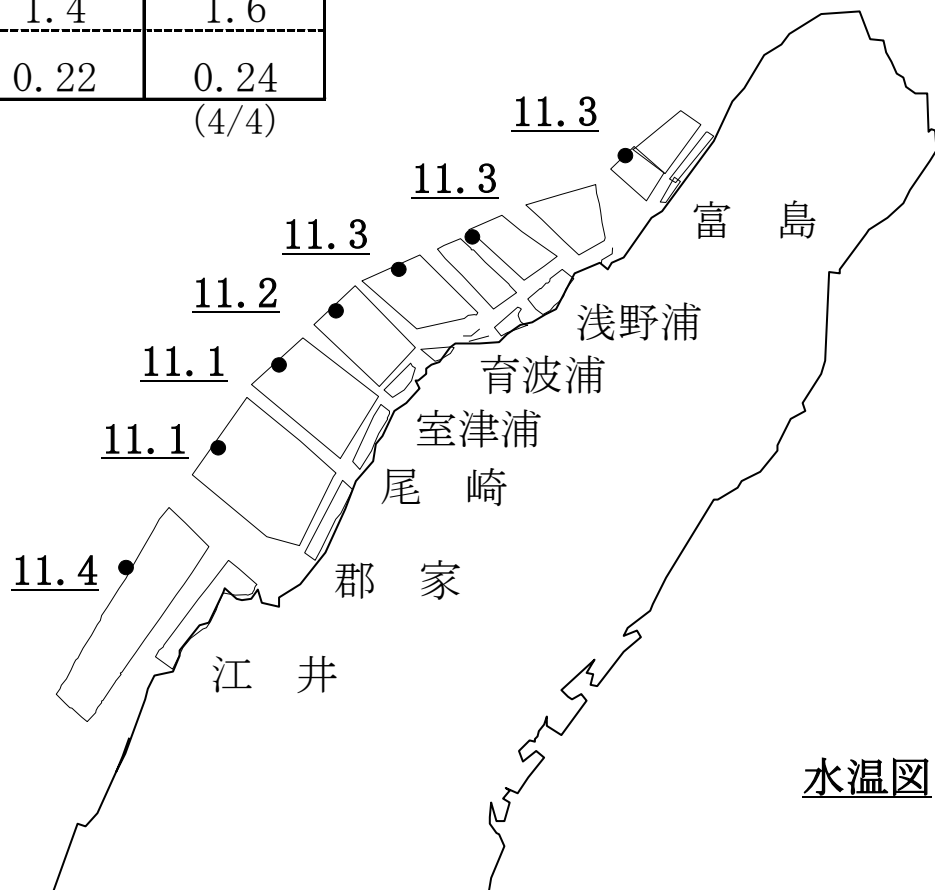 1.4 1.6
0.22 0.24
(4/4)
11.3
11.3
富　島
11.3
11.2
浅野浦
11.1
育波浦
室津浦
11.1
尾　崎
11.4
郡　家
江　井
水温図